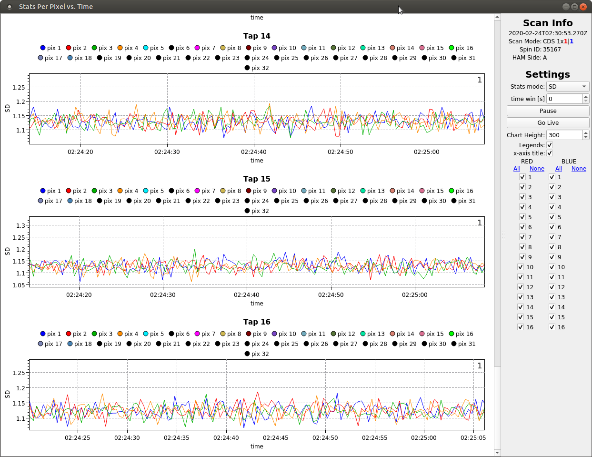 Stats Per Pixel vs. Time
time
Tap 14
pix 1 pix 2 pix 3 pix 4 pix 5 pix 6 pix 7 pix 8 pix 9 pix 10 pix 11 pix 12 pix 13 pix 14 pix 15 pix 16
pix 17 pix 18 pix 19 pix 20 pix 21 pix 22 pix 23 pix 24 pix 25 pix 26 pix 27 pix 28 pix 29 pix 30 pix 31
pix 32
1
1.25
1.2
1.15
1.1
SD
02:24:20 02:24:30 02:24:40 02:24:50 02:25:00
time
Tap 15
pix 1 pix 2 pix 3 pix 4 pix 5 pix 6 pix 7 pix 8 pix 9 pix 10 pix 11 pix 12 pix 13 pix 14 pix 15 pix 16
pix 17 pix 18 pix 19 pix 20 pix 21 pix 22 pix 23 pix 24 pix 25 pix 26 pix 27 pix 28 pix 29 pix 30 pix 31
pix 32
1
1.3
1.25
1.2
1.15
1.1
1.05
SD
02:24:20 02:24:30 02:24:40 02:24:50 02:25:00
time
Tap 16
pix 1 pix 2 pix 3 pix 4 pix 5 pix 6 pix 7 pix 8 pix 9 pix 10 pix 11 pix 12 pix 13 pix 14 pix 15 pix 16
pix 17 pix 18 pix 19 pix 20 pix 21 pix 22 pix 23 pix 24 pix 25 pix 26 pix 27 pix 28 pix 29 pix 30 pix 31
pix 32
1
1.25
1.2
1.15
1.1
SD
02:24:25 02:24:30 02:24:35 02:24:40 02:24:45 02:24:50 02:24:55 02:25:00 02:25:05
time
Scan Info
2020-02-24T02:30:53.270Z
Scan Mode: CDS 1x1|1
Spin ID: 35167
HAM Side: A
Settings
Stats mode: SD
time win [s] 0
Pause
Go Live
Chart Height: 300
Legends:
x-axis title:
RED BLUE
All None All None
1 1
2 2
3 3
4 4
5 5
6 6
7 7
8 8
9 9
10 10
11 11
12 12
13 13
14 14
15 15
16 16